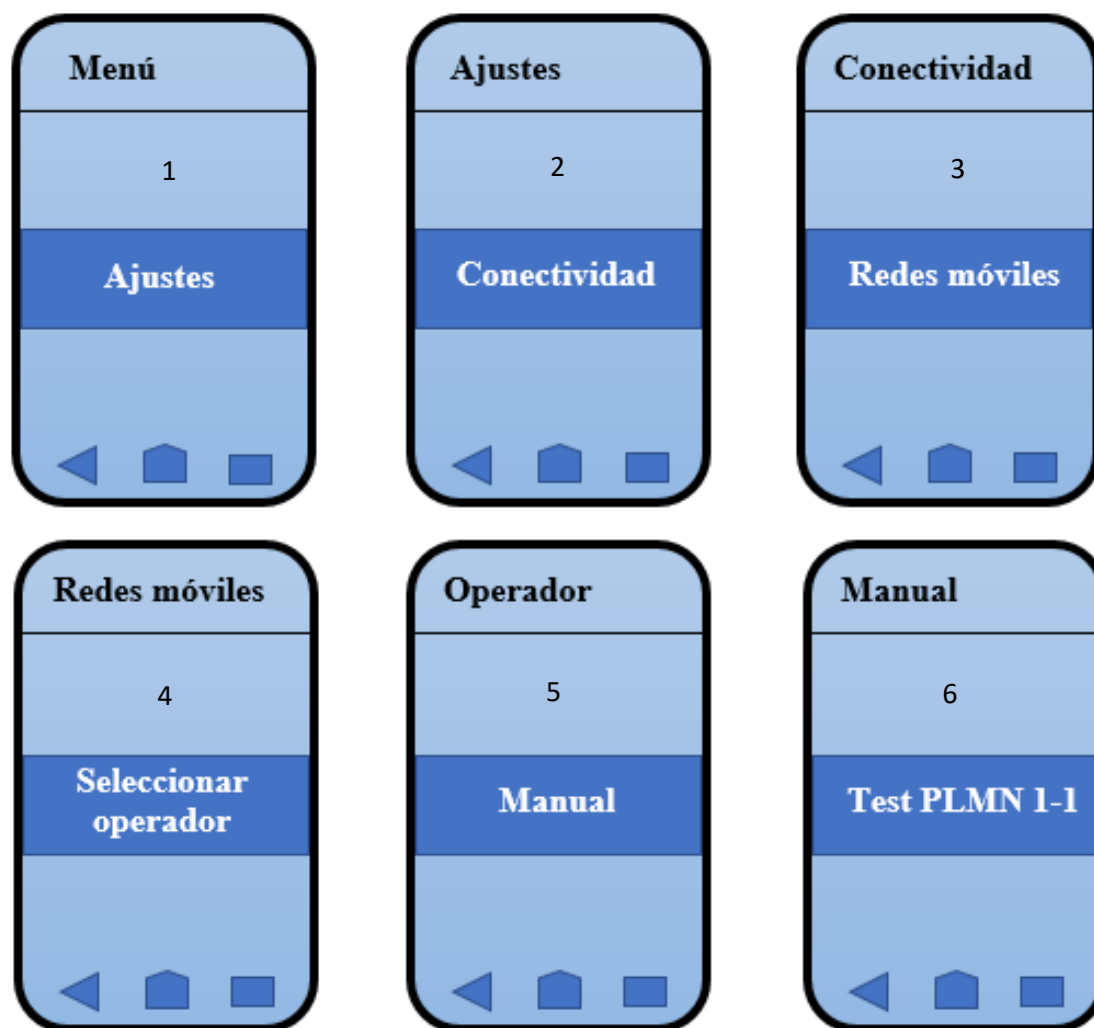 Menú
1
Ajustes
Ajustes
2
Conectividad
Conectividad
3
Redes móviles
Redes móviles
4
Seleccionar
operador
Operador
5
Manual
Manual
6
Test PLMN 1-1